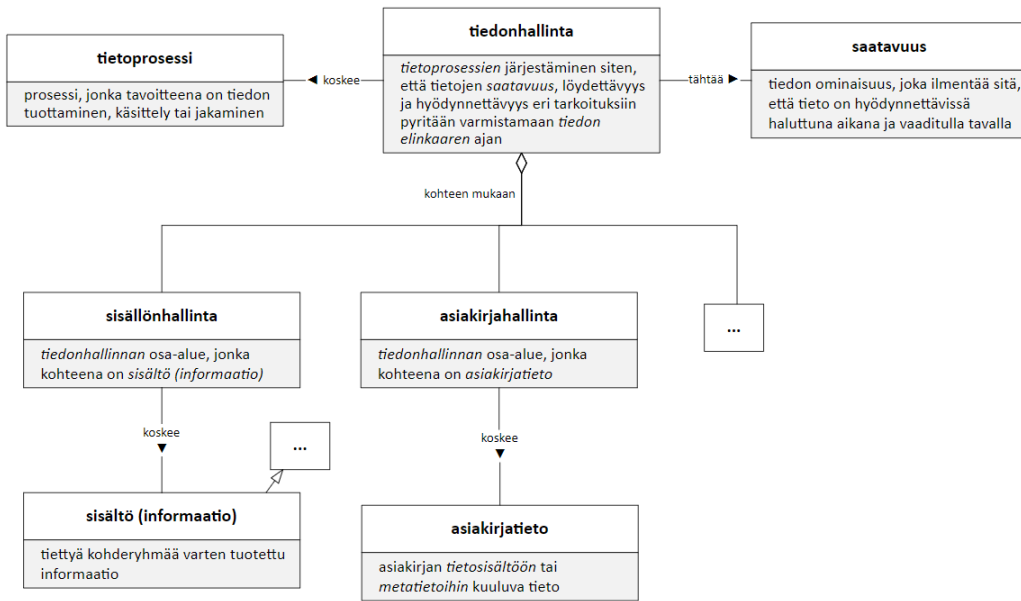 tiedonhallinta
tietoprosessien järjestäminen siten,
että tietojen saatavuus, löydettävyys
ja hyödynnettävyys eri tarkoituksiin
pyritään varmistamaan tiedon
elinkaaren ajan
tietoprosessi
prosessi, jonka tavoitteena on tiedon
tuottaminen, käsittely tai jakaminen
◄ koskee
tähtää ►
saatavuus
tiedon ominaisuus, joka ilmentää sitä,
että tieto on hyödynnettävissä
haluttuna aikana ja vaaditulla tavalla
kohteen mukaan
sisällönhallinta
tiedonhallinnan osa-alue, jonka
kohteena on sisältö (informaatio)
asiakirjahallinta
tiedonhallinnan osa-alue, jonka
kohteena on asiakirjatieto
...
koskee
▼
...
koskee
▼
sisältö (informaatio)
tiettyä kohderyhmää varten tuotettu
informaatio
asiakirjatieto
asiakirjan tietosisältöön tai
metatietoihin kuuluva tieto